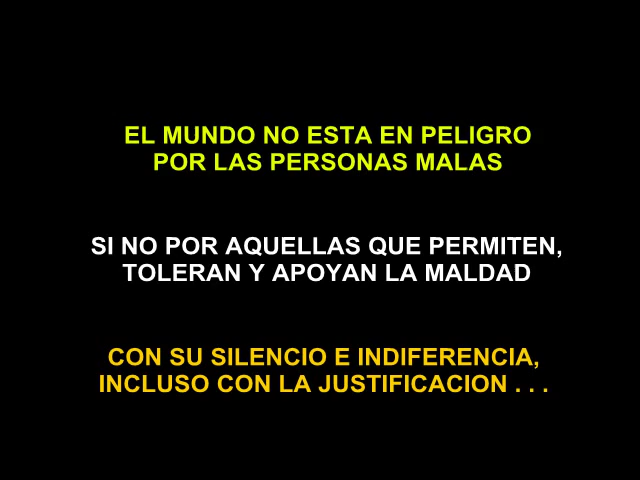 EL MUNDO NO ESTA EN PELIGRO
POR LAS PERSONAS MALAS
SI NO POR AQUELLAS QUE PERMITEN,
TOLERAN Y APOYAN LA MALDAD
CON SU SILENCIO E INDIFERENCIA,
INCLUSO CON LA JUSTIFICACION . . .